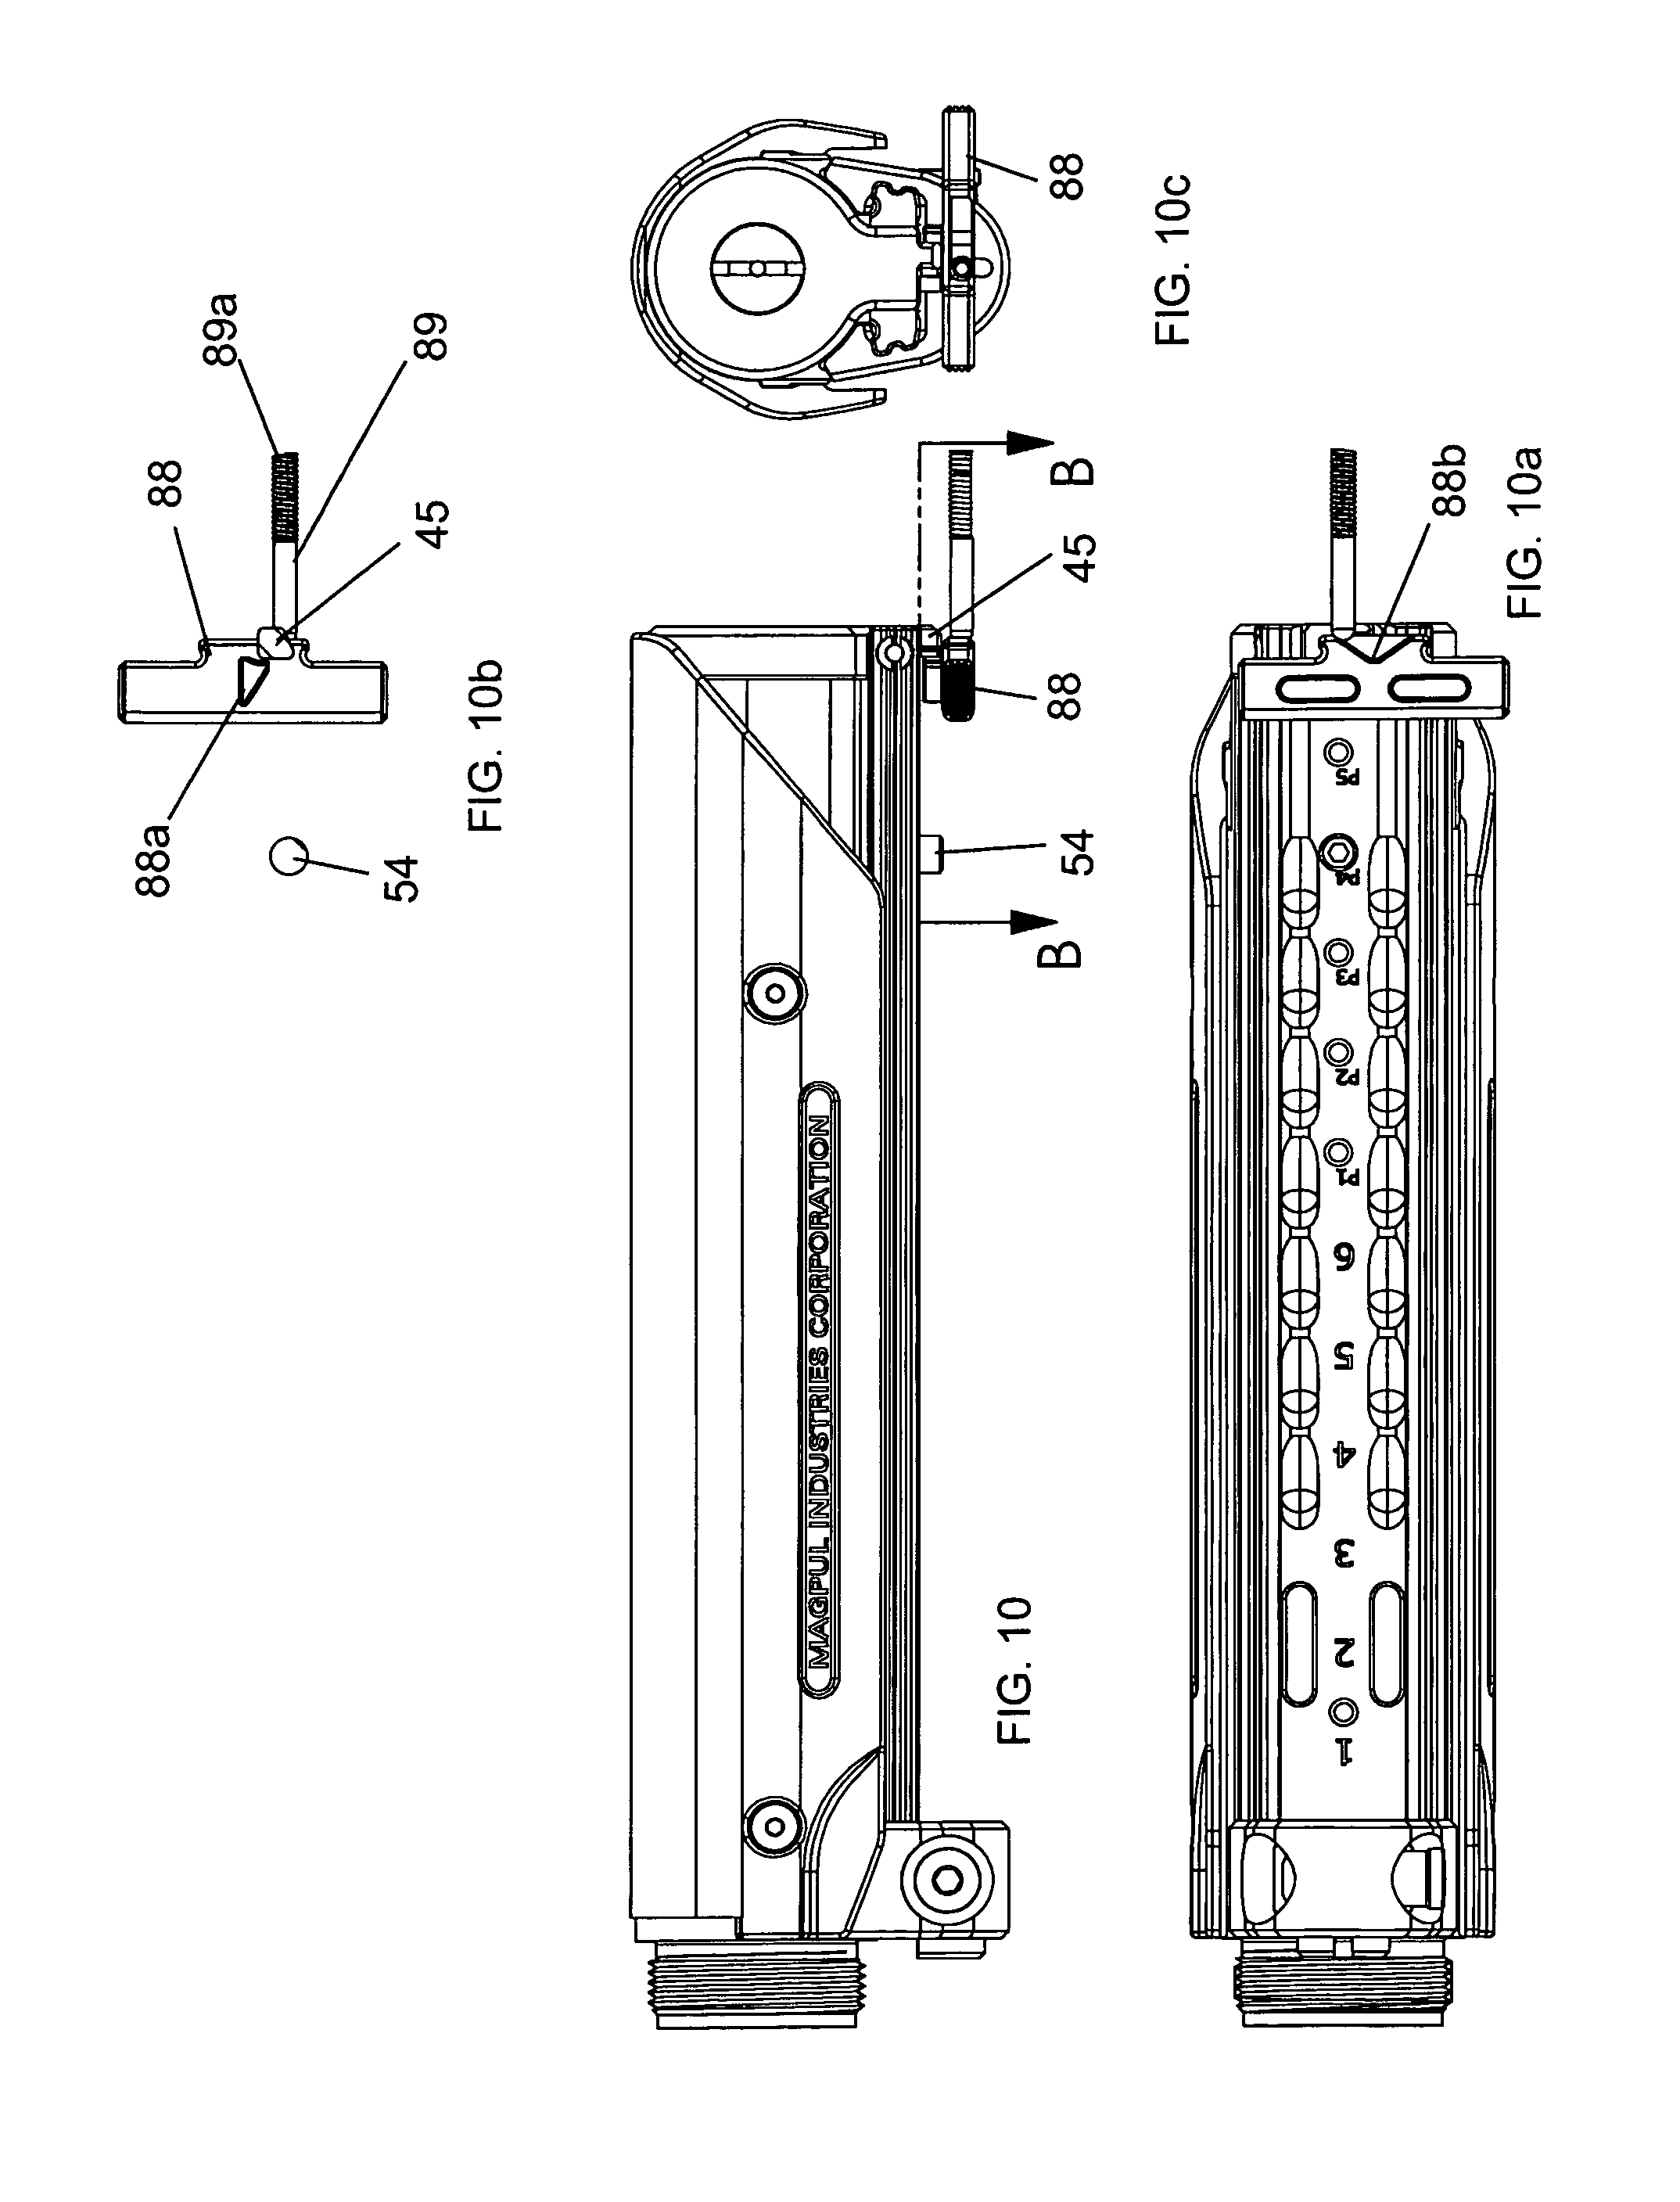 88
89a
89
45
88a
54
FIG. 10b
88
FIG. 10c
B
45
88
54
B
MAGPUL INDUSTRIES CORPORATION
FIG. 10
88b
FIG. 10a
P5
P4
P3
P2
P1
6
5
4
3
2
1